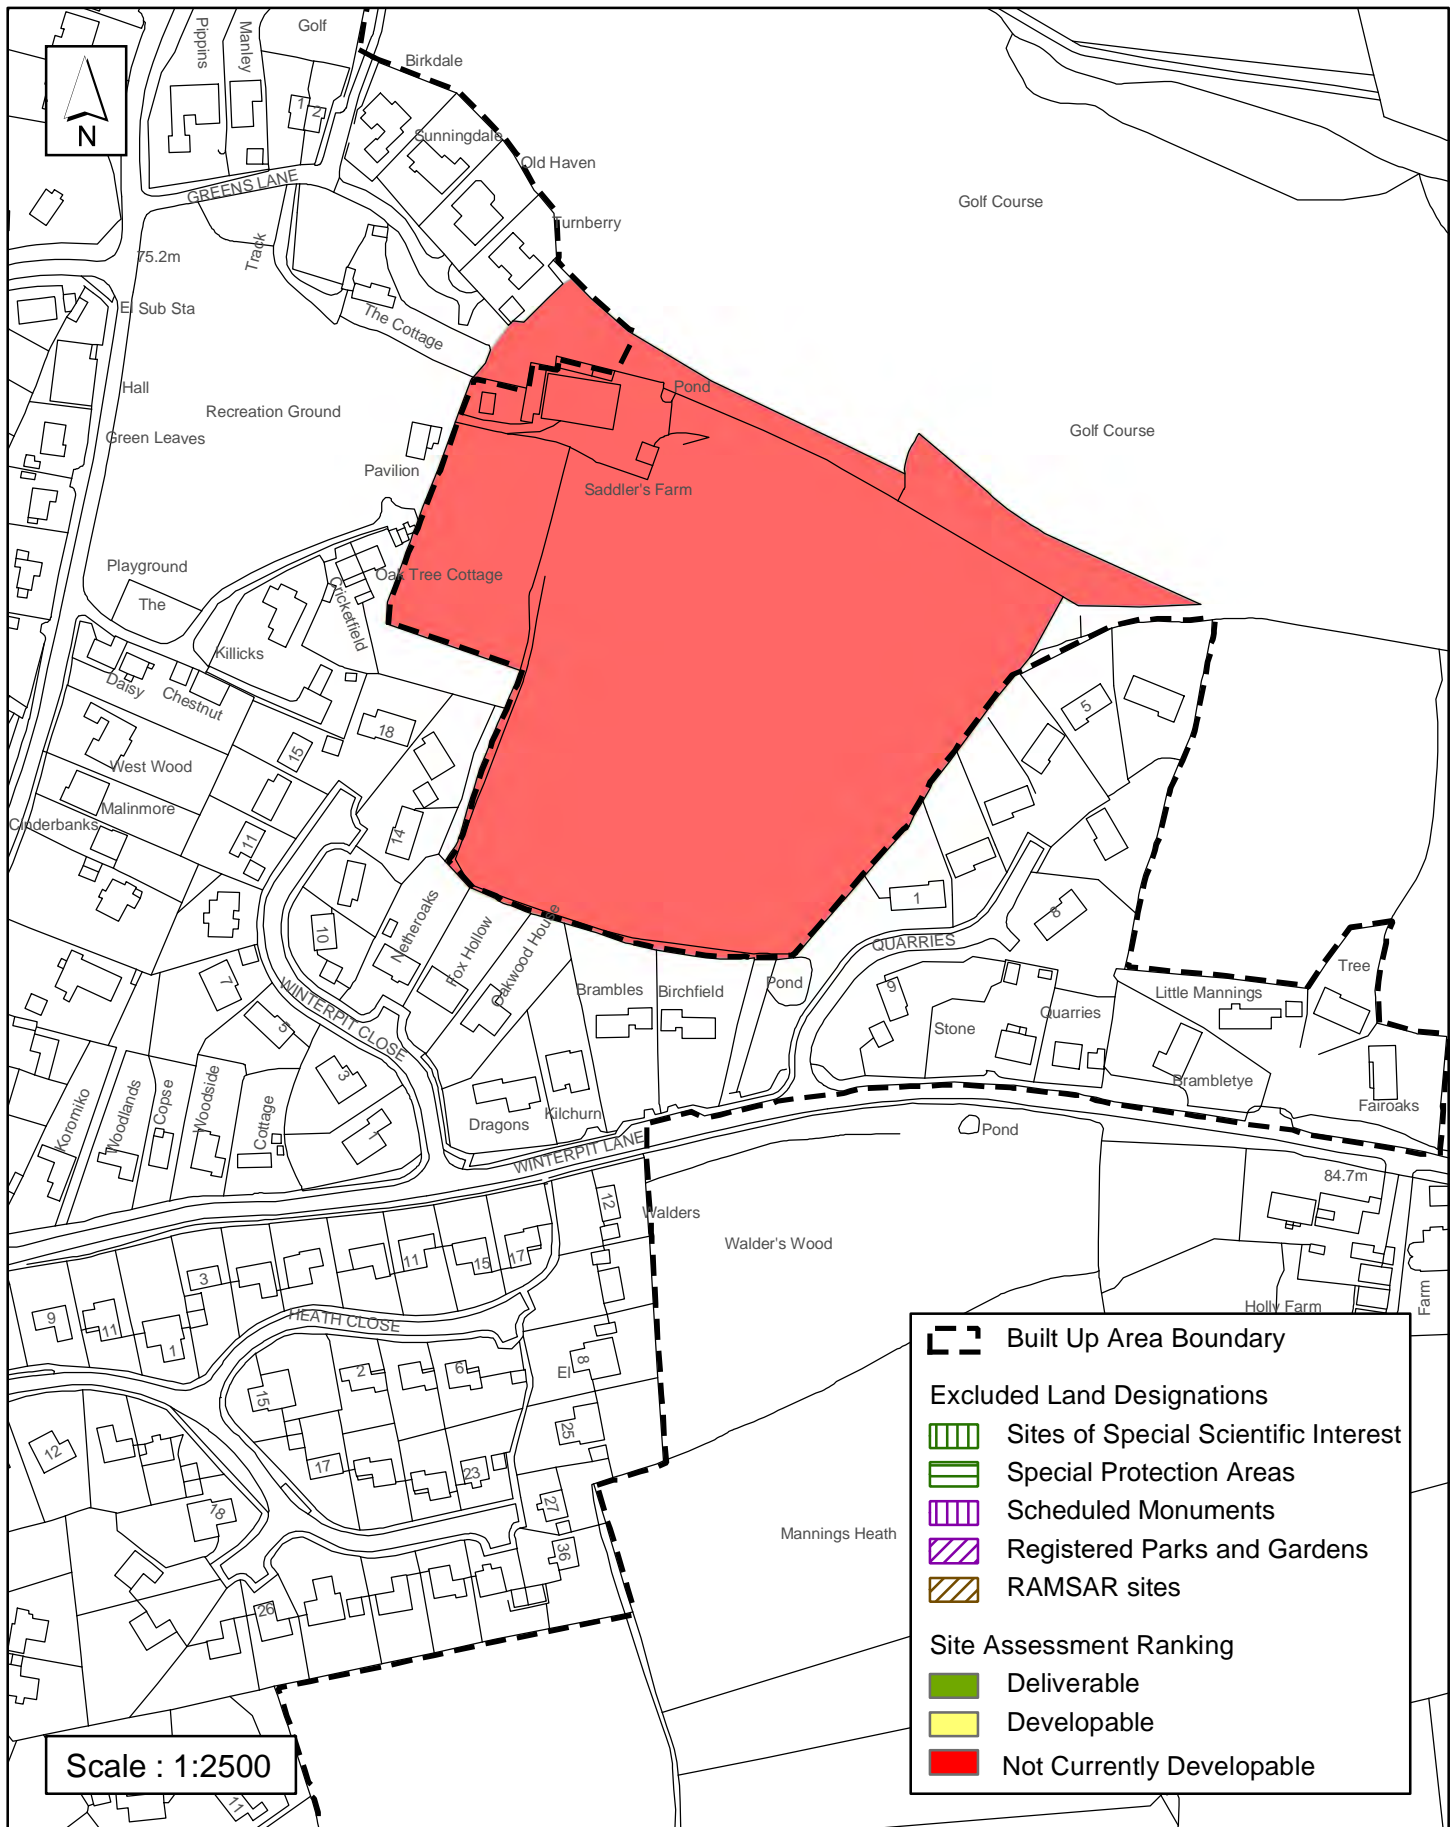 Golf
Pippins
Manley
Birkdale
N
1
2
Sunningdale
Old Haven
GREENS LANE
Golf Course
Turnberry
Track
75.2m
El Sub Sta
The Cottage
Hall
Pond
Recreation Ground
Green Leaves
Golf Course
Pavilion
Saddler's Farm
Playground
Oak Tree Cottage
The
Cricketfield
Killicks
Daisy
Chestnut
18
5
15
West Wood
Malinmore
Cinderbanks
14
11
1
8
Netheroaks
Fox Hollow
Oakwood House
10
QUARRIES
Tree
7
WINTERPIT CLOSE
Brambles
Birchfield
Pond
9
Little Mannings
Quarries
Stone
5
3
Brambletye
Koromiko
Woodlands
Copse
Woodside
Cottage
1
Dragons
Kilchurn
Fairoaks
Pond
WINTERPIT LANE
84.7m
12
Walders
Walder's Wood
11
15
17
3
Holly Farm
Farm
9
11
1
HEATH CLOSE
2
6
El
8
15
25
12
17
23
18
27
36
Mannings Heath
26
11
Scale : 1:2500
Built Up Area Boundary
Excluded Land Designations
Sites of Special Scientific Interest
Special Protection Areas
Scheduled Monuments
Registered Parks and Gardens
RAMSAR sites
Site Assessment Ranking
Deliverable
Developable
Not Currently Developable